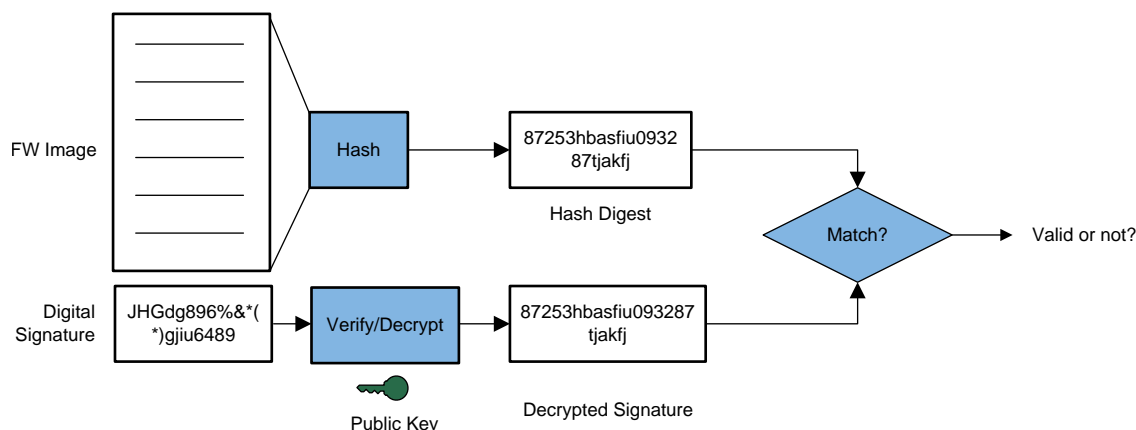 FW Image
Hash
87253hbasfiu0932
87tjakfj
Hash Digest
Match?
Valid or not?
Digital
Signature
JHGdg896%&*(
*)gjiu6489
Verify/Decrypt
87253hbasfiu093287
tjakfj
Public Key
Decrypted Signature